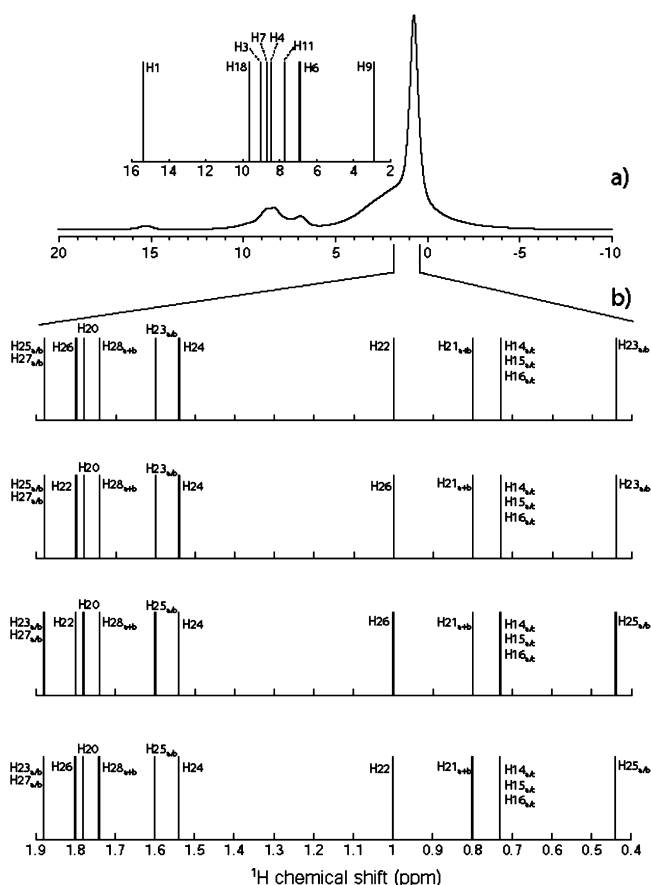 H7 H4
H3 H11
H1 H18 H6 H9
16 14 12 10 8 6 4 2
a)
20 15 10 5 0 -5 -10
b)
H20 H23a/b
H25a/b H26 H28a+b H24 H22 H21a+b H14a/c H23a/b
H27a/b H15a/c
H16a/c
H20 H23a/b
H25a/b H22 H28a+b H24 H26 H21a+b H14a/c H23a/b
H27a/b H15a/c
H16a/c
H20 H25a/b
H23a/b H22 H28a+b H24 H26 H21a+b H14a/c H25a/b
H27a/b H15a/c
H16a/c
H20 H25a/b
H23a/b H26 H28a+b H24 H22 H21a+b H14a/c H25a/b
H27a/b H15a/c
H16a/c
1.9 1.8 1.7 1.6 1.5 1.4 1.3 1.2 1.1 1 0.9 0.8 0.7 0.6 0.5 0.4
¹H chemical shift (ppm)